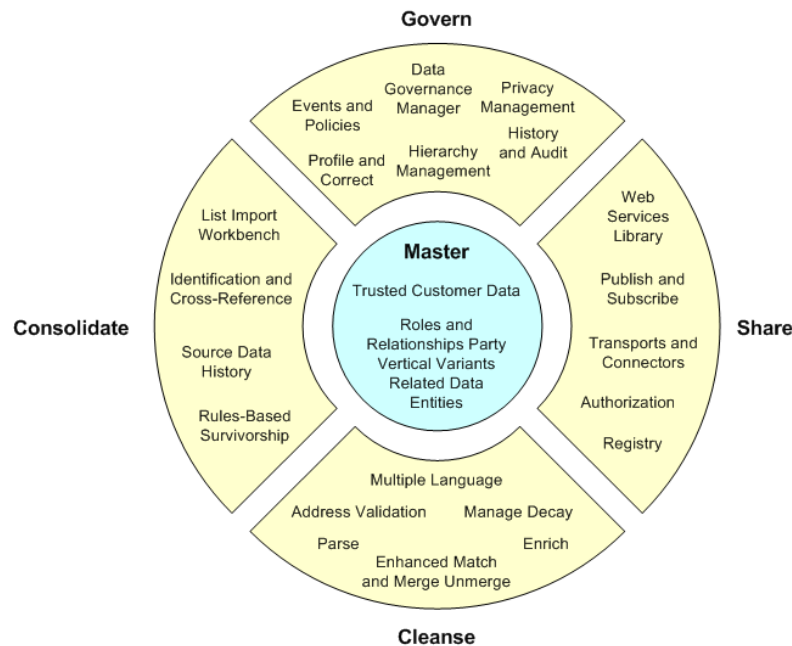 Govern
Data
Governance
Manager
Privacy
Management
Events and
Policies
History
and Audit
Profile and
Correct
Hierarchy
Management
Consolidate
List Import
Workbench
Identification and
Cross-Reference
Source Data
History
Rules-Based
Survivorship
Master
Trusted Customer Data
Roles and
Relationships Party
Vertical Variants
Related Data
Entities
Web
Services
Library
Publish and
Subscribe
Transports and
Connectors
Authorization
Registry
Share
Multiple Language
Address Validation
Manage Decay
Parse
Enrich
Enhanced Match
and Merge Unmerge
Cleanse